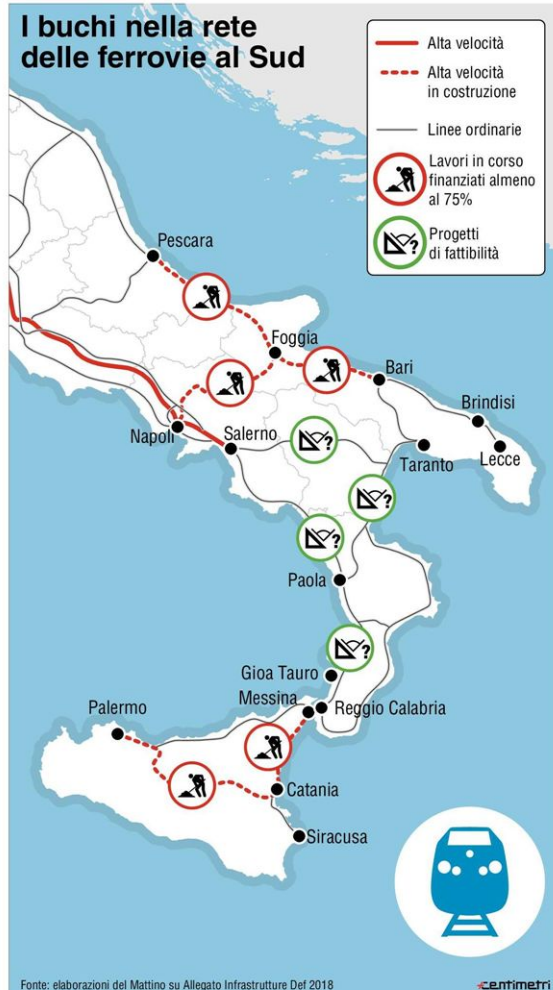 I buchi nella rete
delle ferrovie al Sud
Alta velocità
Alta velocità
in costruzione
Linee ordinarie
Lavori in corso
finanziati almeno
al 75%
?
Progetti
di fattibilità
Pescara
Foggia
Bari
Brindisi
Napoli
Salerno
?
Taranto
Lecce
?
?
Paola
?
Gioa Tauro
Messina
Reggio Calabria
Palermo
Catania
Siracusa
Fonte: elaborazioni del Mattino su Allegato Infrastrutture Def 2018
centimetri